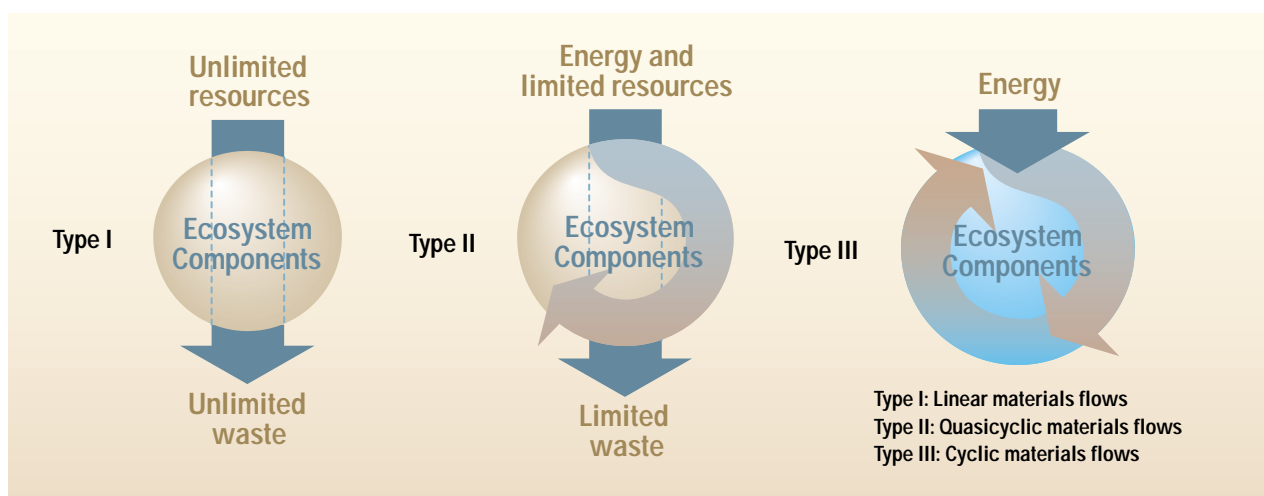 Unlimited
resources
Type I
Ecosystem
Components
Unlimited
waste
Energy and
limited resources
Type II
Ecosystem
Components
Limited
waste
Energy
Type III
Ecosystem
Components
Type I: Linear materials flows
Type II: Quasicyclic materials flows
Type III: Cyclic materials flows